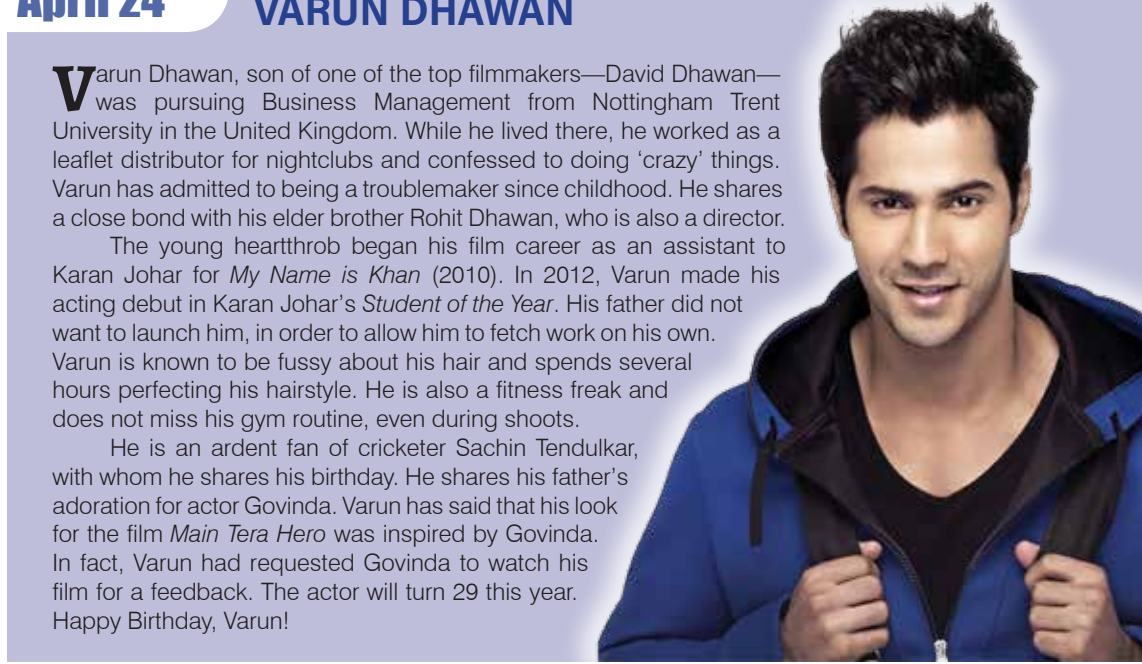 April 24
VARUN DHAWAN
Varun Dhawan, son of one of the top filmmakers—David Dhawan—
was pursuing Business Management from Nottingham Trent
University in the United Kingdom. While he lived there, he worked as a
leaflet distributor for nightclubs and confessed to doing ‘crazy’ things.
Varun has admitted to being a troublemaker since childhood. He shares
a close bond with his elder brother Rohit Dhawan, who is also a director.
The young heartthrob began his film career as an assistant to
Karan Johar for My Name is Khan (2010). In 2012, Varun made his
acting debut in Karan Johar’s Student of the Year. His father did not
want to launch him, in order to allow him to fetch work on his own.
Varun is known to be fussy about his hair and spends several
hours perfecting his hairstyle. He is also a fitness freak and
does not miss his gym routine, even during shoots.
He is an ardent fan of cricketer Sachin Tendulkar,
with whom he shares his birthday. He shares his father’s
adoration for actor Govinda. Varun has said that his look
for the film Main Tera Hero was inspired by Govinda.
In fact, Varun had requested Govinda to watch his
film for a feedback. The actor will turn 29 this year.
Happy Birthday, Varun!